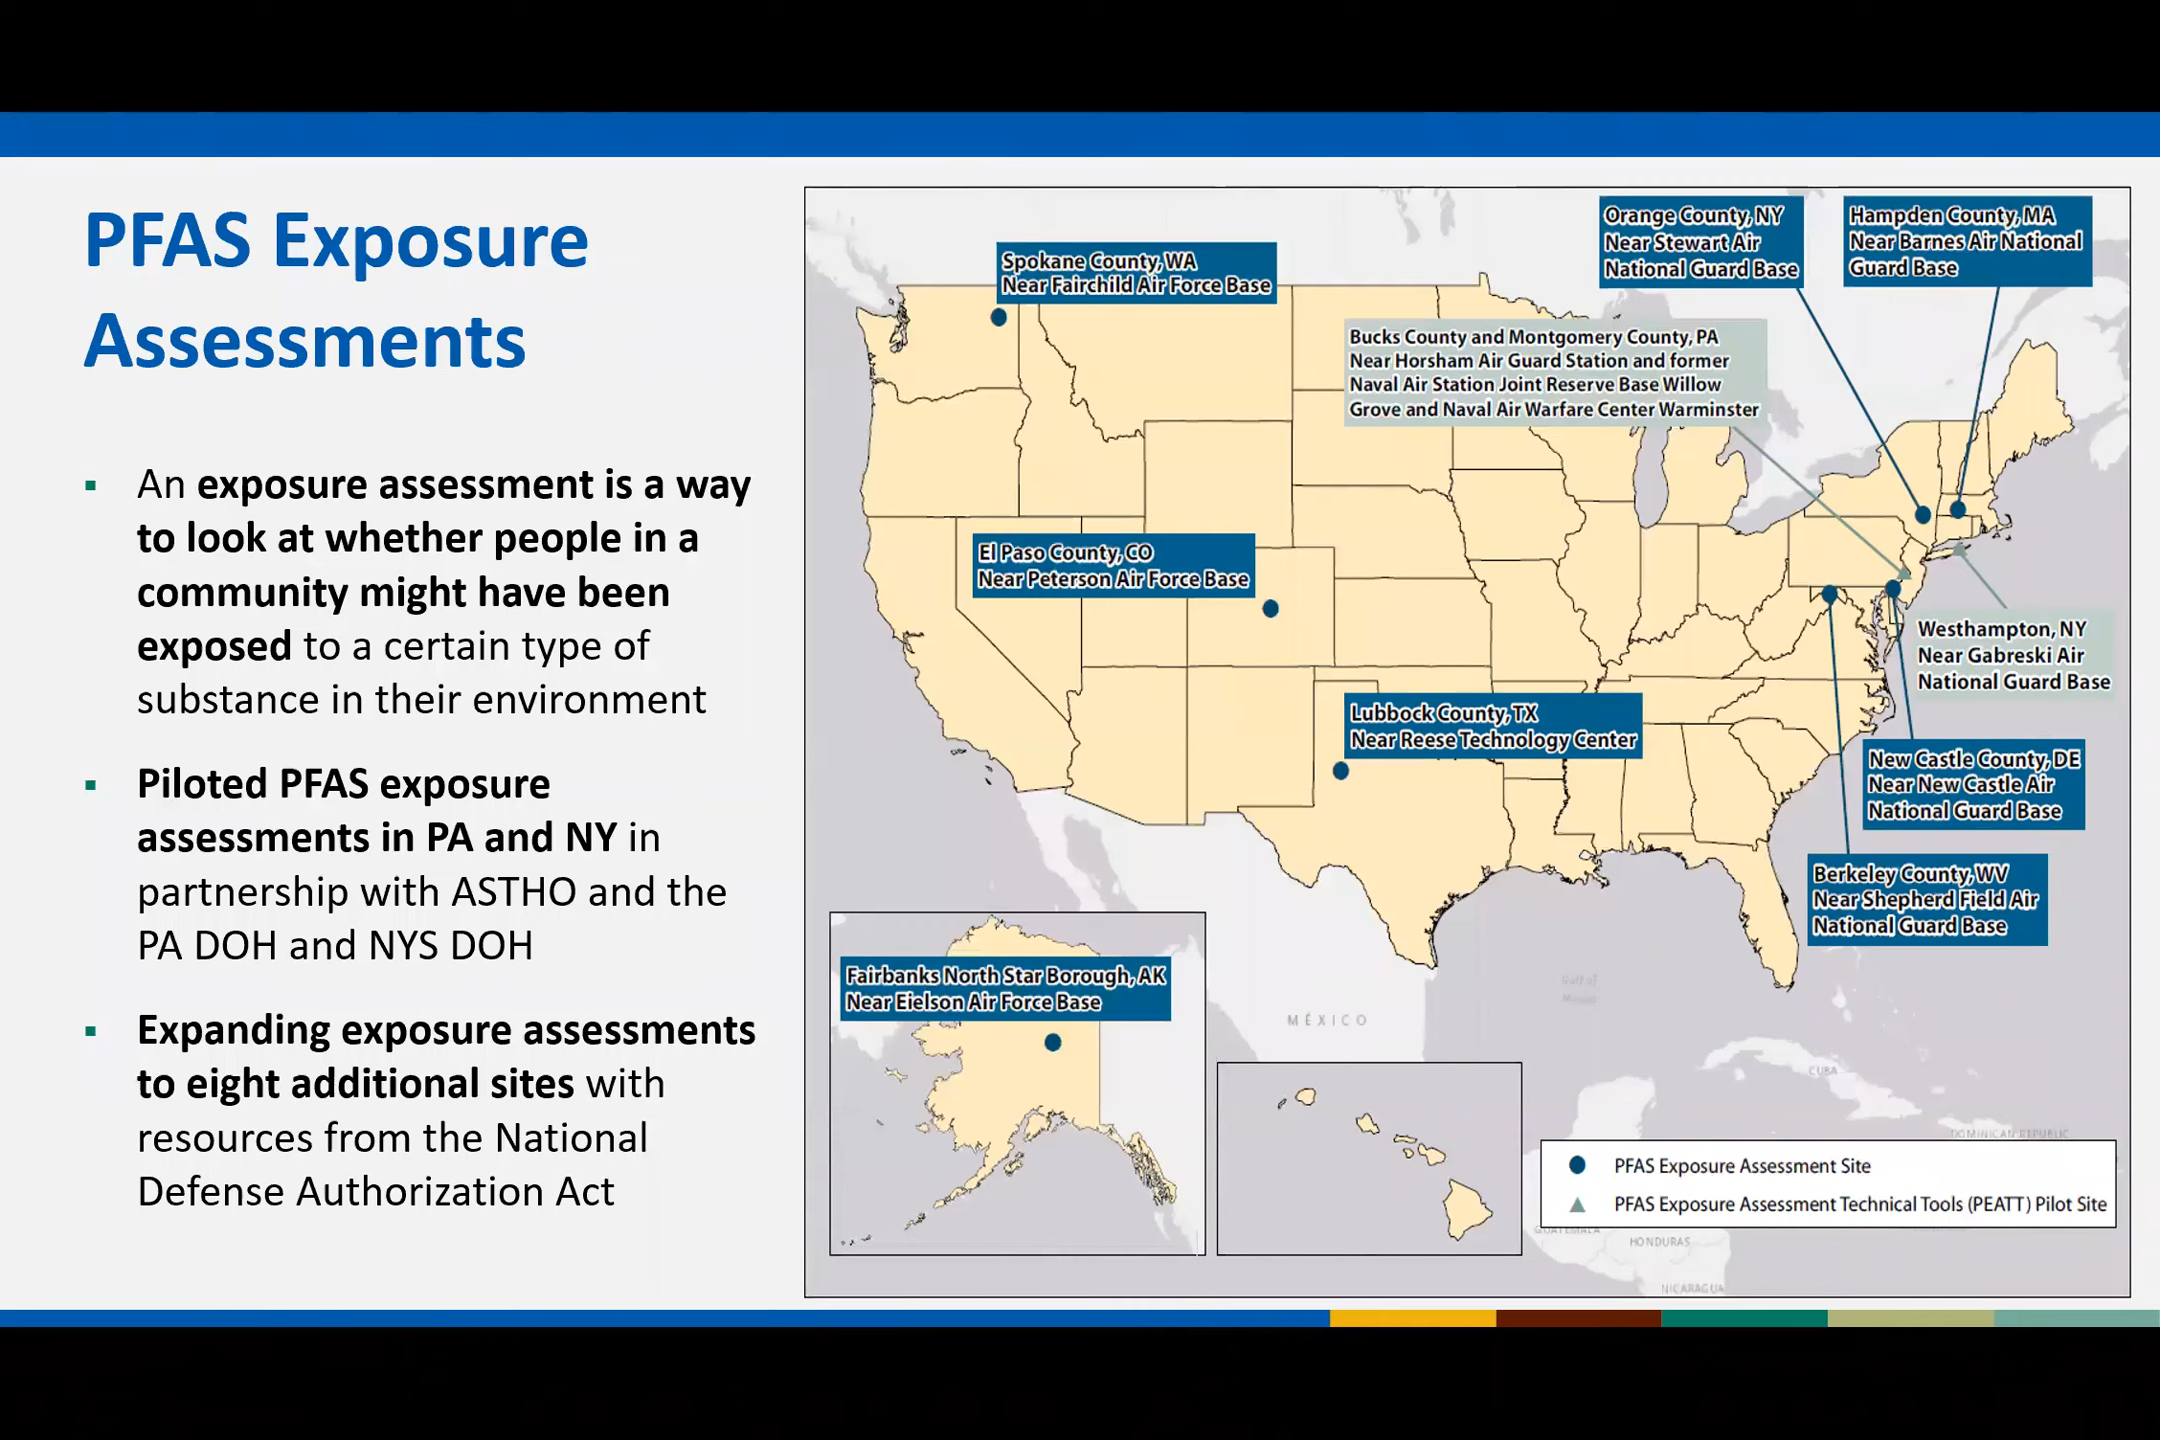 PFAS Exposure
Assessments
An exposure assessment is a way
to look at whether people in a
community might have been
exposed to a certain type of
substance in their environment
Piloted PFAS exposure
assessments in PA and NY in
partnership with ASTHO and the
PA DOH and NYS DOH
Expanding exposure assessments
to eight additional sites with
resources from the National
Defense Authorization Act
Spokane County, WA
Near Fairchild Air Force Base
Orange County, NY
Near Stewart Air
National Guard Base
Hampden County, MA
Near Barnes Air National
Guard Base
Bucks County and Montgomery County, PA
Near Horsham Air Guard Station and former
Naval Air Station Joint Reserve Base Willow
Grove and Naval Air Warfare Center Warminster
El Paso County, CO
Near Peterson Air Force Base
Westhampton, NY
Near Gabreski Air
National Guard Base
Lubbock County, TX
Near Reese Technology Center
New Castle County, DE
Near New Castle Air
National Guard Base
Berkeley County, WV
Near Shepherd Field Air
National Guard Base
Fairbanks North Star Borough, AK
Near Eielson Air Force Base
Gulf of
MÉXICO
CUBA
DOMINICAN REPUBLIC
PFAS Exposure Assessment Site
PFAS Exposure Assessment Technical Tools (PEATT) Pilot Site
GUATEMALA
HONDURAS
NICARAGUA